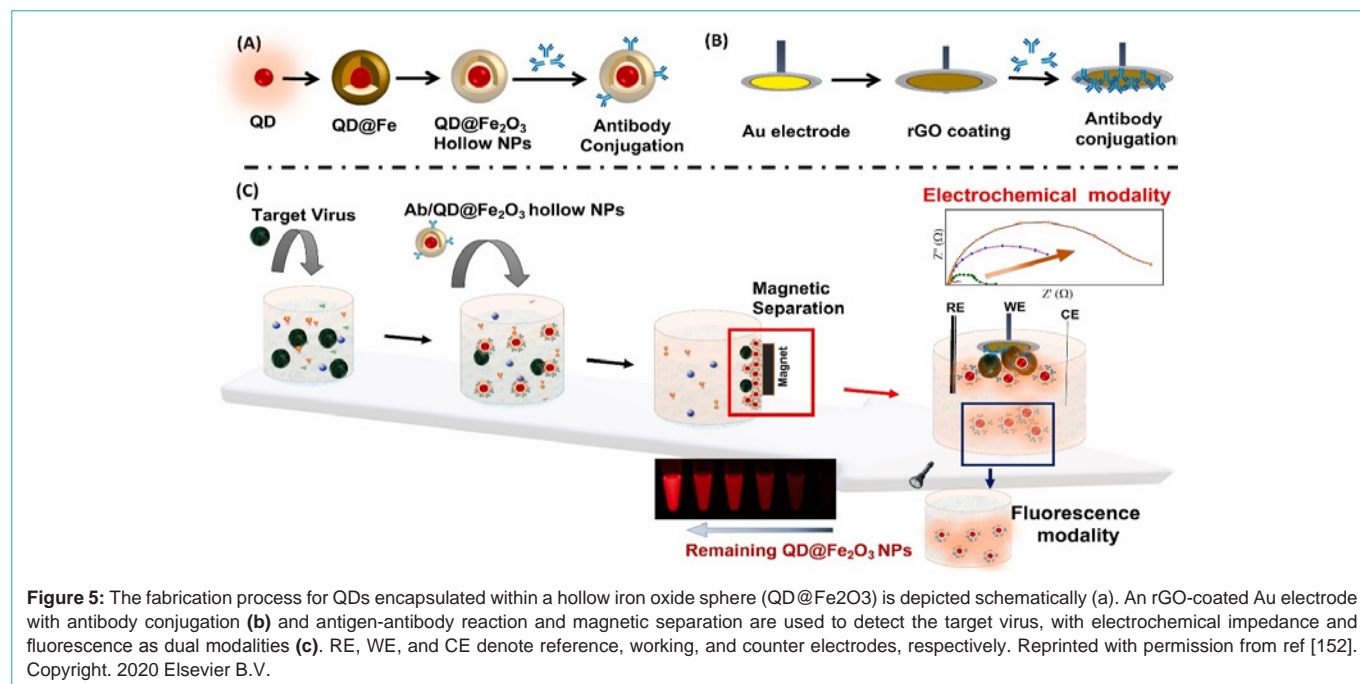 (A)
QD
QD@Fe
QD@Fe₂O₃
Hollow NPs
Antibody
Conjugation
(B)
Au electrode
rGO coating
Antibody
conjugation
(C)
Target Virus
Ab/QD@Fe₂O₃ hollow NPs
Magnetic
Separation
Magnet
Electrochemical modality
Z'' (Ω)
Z' (Ω)
RE
WE
CE
Fluorescence
modality
Remaining QD@Fe₂O₃ NPs
Figure 5: The fabrication process for QDs encapsulated within a hollow iron oxide sphere (QD@Fe2O3) is depicted schematically (a). An rGO-coated Au electrode
with antibody conjugation (b) and antigen-antibody reaction and magnetic separation are used to detect the target virus, with electrochemical impedance and
fluorescence as dual modalities (c). RE, WE, and CE denote reference, working, and counter electrodes, respectively. Reprinted with permission from ref [152].
Copyright. 2020 Elsevier B.V.